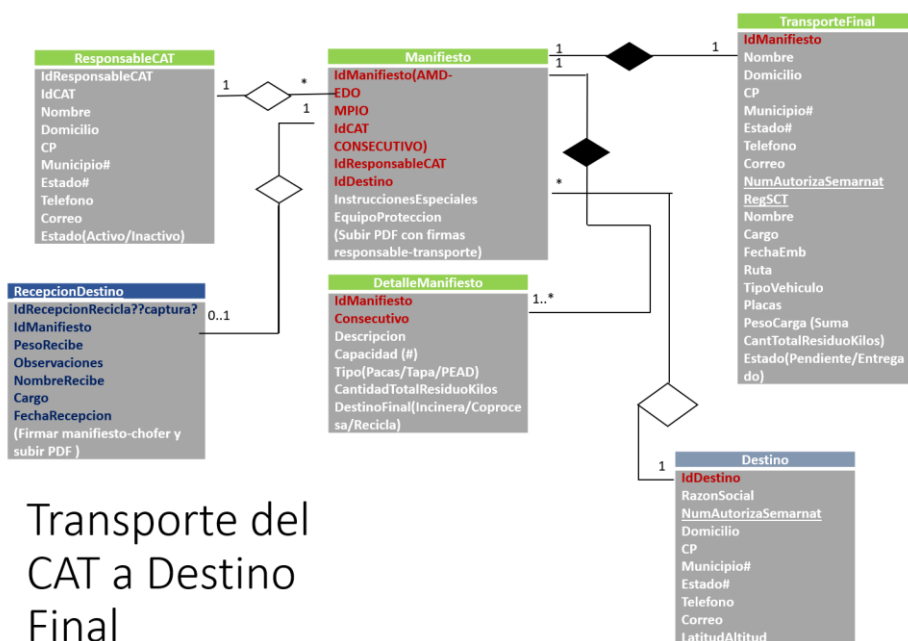 ResponsableCAT
IdResponsableCAT
IdCAT
Nombre
Domicilio
CP
Municipio#
Estado#
Telefono
Correo
Estado(Activo/Inactivo)
1
*
1
Manifiesto
IdManifiesto(AMD-
EDO
MPIO
IdCAT
CONSECUTIVO)
IdResponsableCAT
IdDestino
InstruccionesEspeciales
EquipoProteccion
(Subir PDF con firmas
responsable-transporte)
1
1
1
*
TransporteFinal
IdManifiesto
Nombre
Domicilio
CP
Municipio#
Estado#
Telefono
Correo
NumAutorizaSemarnat
RegSCT
Nombre
Cargo
FechaEmb
Ruta
TipoVehiculo
Placas
PesoCarga (Suma
CantTotalResiduoKilos)
Estado(Pendiente/Entrega
do)
RecepcionDestino
IdRecepcionRecicla??captura?
IdManifiesto
PesoRecibe
Observaciones
NombreRecibe
Cargo
FechaRecepcion
(Firmar manifiesto-chofer y
subir PDF )
0..1
DetalleManifiesto
IdManifiesto
Consecutivo
Descripcion
Capacidad (#)
Tipo(Pacas/Tapa/PEAD)
CantidadTotalResiduoKilos
DestinoFinal(Incinera/Coproce
sa/Recicla)
1..*
1
Destino
IdDestino
RazonSocial
NumAutorizaSemarnat
Domicilio
CP
Municipio#
Estado#
Telefono
Correo
LatitudAltitud
Transporte del
CAT a Destino
Final